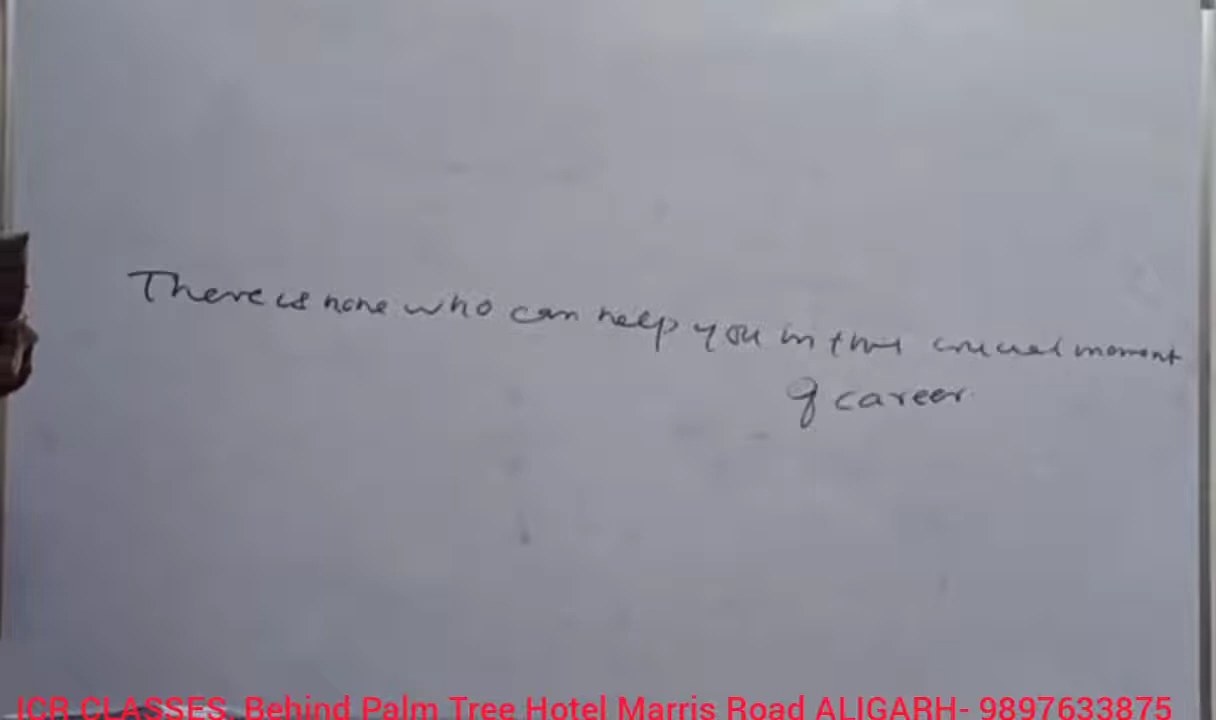 There is none who can help you in this crucial moment
of career.
ICR CLASSES, Behind Palm Tree Hotel Marris Road ALIGARH- 9897633875